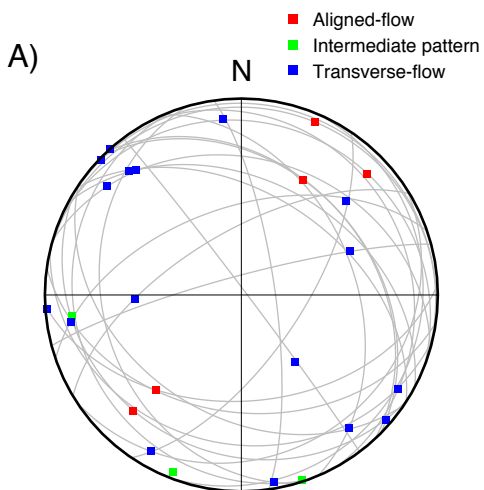 Aligned-flow
Intermediate pattern
Transverse-flow
A)
N